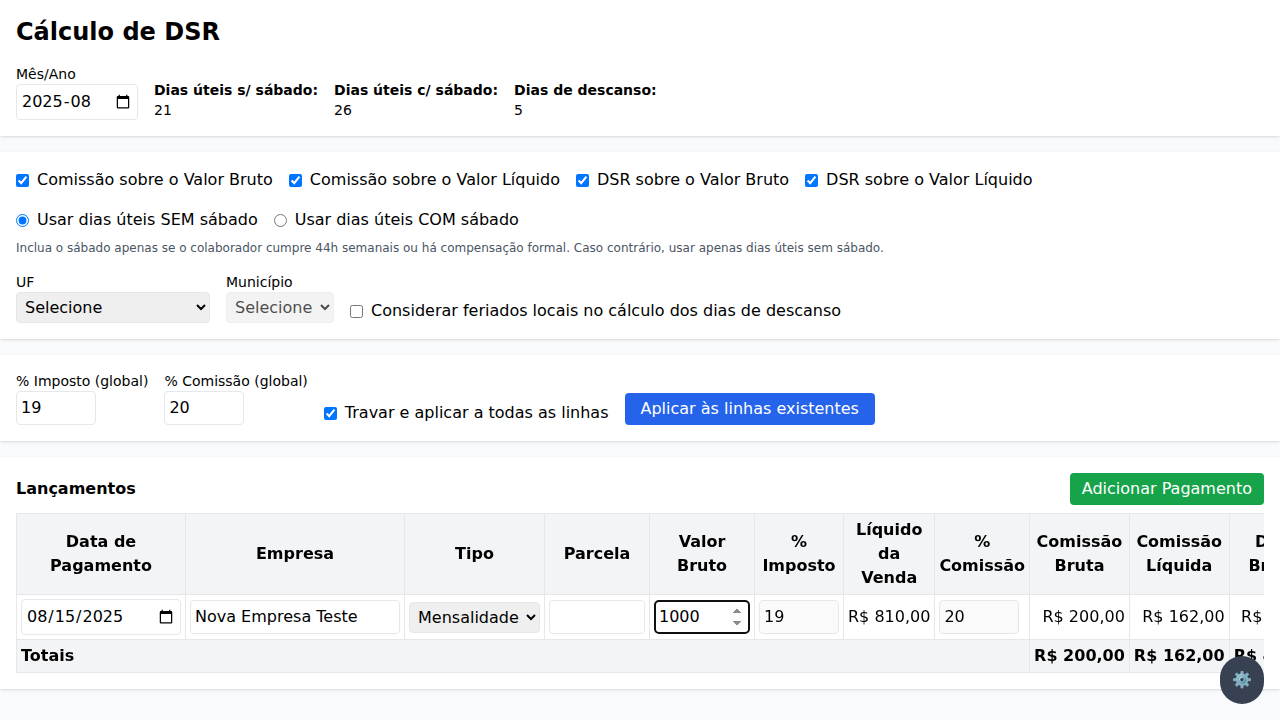 Cálculo de DSR
Mês/Ano
2025-08
Dias úteis s/ sábado:
21
Dias úteis c/ sábado:
26
Dias de descanso:
5
Comissão sobre o Valor Bruto
Comissão sobre o Valor Líquido
DSR sobre o Valor Bruto
DSR sobre o Valor Líquido
Usar dias úteis SEM sábado
Usar dias úteis COM sábado
Inclua o sábado apenas se o colaborador cumpre 44h semanais ou há compensação formal. Caso contrário, usar apenas dias úteis sem sábado.
UF
Selecione
Município
Selecione
Considerar feriados locais no cálculo dos dias de descanso
% Imposto (global)
19
% Comissão (global)
20
Travar e aplicar a todas as linhas
Aplicar às linhas existentes
Lançamentos
Adicionar Pagamento
Data de
Pagamento
Empresa
Tipo
Parcela
Valor
Bruto
%
Imposto
Líquido
da
Venda
%
Comissão
Comissão
Bruta
Comissão
Líquida
08/15/2025
Nova Empresa Teste
Mensalidade
1000
19
R$ 810,00
20
R$ 200,00
R$ 162,00
R$
Totais
R$ 200,00
R$ 162,00
R$